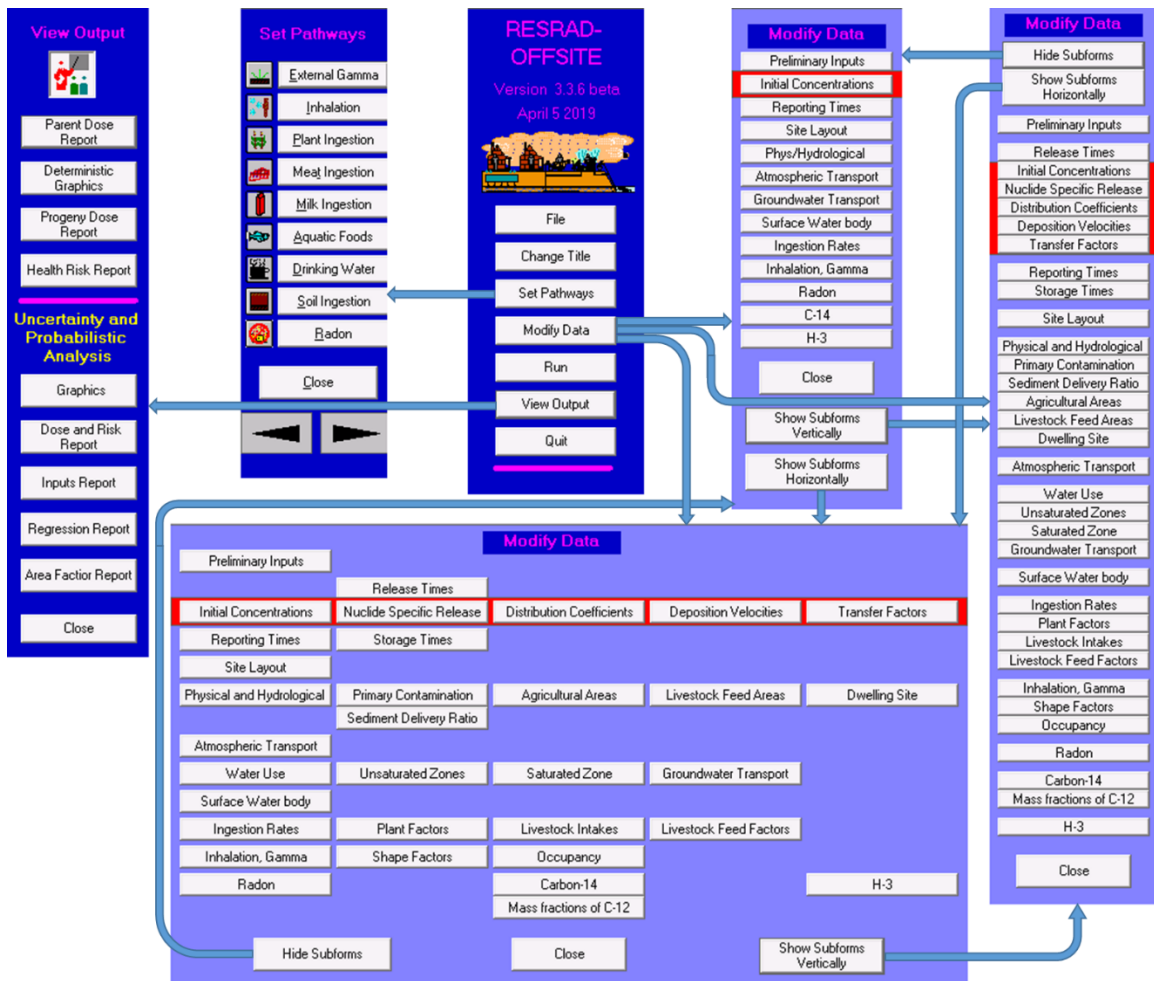 View Output
Parent Dose
Report
Deterministic
Graphics
Progeny Dose
Report
Health Risk Report
Uncertainty and
Probabilistic
Analysis
Graphics
Dose and Risk
Report
Inputs Report
Regression Report
Area Factior Report
Close
Set Pathways
External Gamma
Inhalation
Plant Ingestion
Meat Ingestion
Milk Ingestion
Aquatic Foods
Drinking Water
Soil Ingestion
Radon
Close
RESRAD-
OFFSITE
Version 3.3.6 beta
April 5 2019
File
Change Title
Set Pathways
Modify Data
Run
View Output
Quit
Modify Data
Preliminary Inputs
Initial Concentrations
Reporting Times
Site Layout
Phys/Hydrological
Atmospheric Transport
Groundwater Transport
Surface Water body
Ingestion Rates
Inhalation, Gamma
Radon
C-14
H-3
Close
Show Subforms
Vertically
Show Subforms
Horizontally
Modify Data
Hide Subforms
Show Subforms
Horizontally
Preliminary Inputs
Release Times
Initial Concentrations
Nuclide Specific Release
Distribution Coefficients
Deposition Velocities
Transfer Factors
Reporting Times
Storage Times
Site Layout
Physical and Hydrological
Primary Contamination
Sediment Delivery Ratio
Agricultural Areas
Livestock Feed Areas
Dwelling Site
Atmospheric Transport
Water Use
Unsaturated Zones
Saturated Zone
Groundwater Transport
Surface Water body
Ingestion Rates
Plant Factors
Livestock Intakes
Livestock Feed Factors
Inhalation, Gamma
Shape Factors
Occupancy
Radon
Carbon-14
Mass fractions of C-12
H-3
Close
Modify Data
Preliminary Inputs
Release Times
Initial Concentrations Nuclide Specific Release Distribution Coefficients Deposition Velocities Transfer Factors
Reporting Times Storage Times
Site Layout
Physical and Hydrological Primary Contamination Agricultural Areas Livestock Feed Areas Dwelling Site
Sediment Delivery Ratio
Atmospheric Transport
Water Use Unsaturated Zones Saturated Zone Groundwater Transport
Surface Water body
Ingestion Rates Plant Factors Livestock Intakes Livestock Feed Factors
Inhalation, Gamma Shape Factors Occupancy
Radon Carbon-14 H-3
Mass fractions of C-12
Hide Subforms Close Show Subforms
Vertically